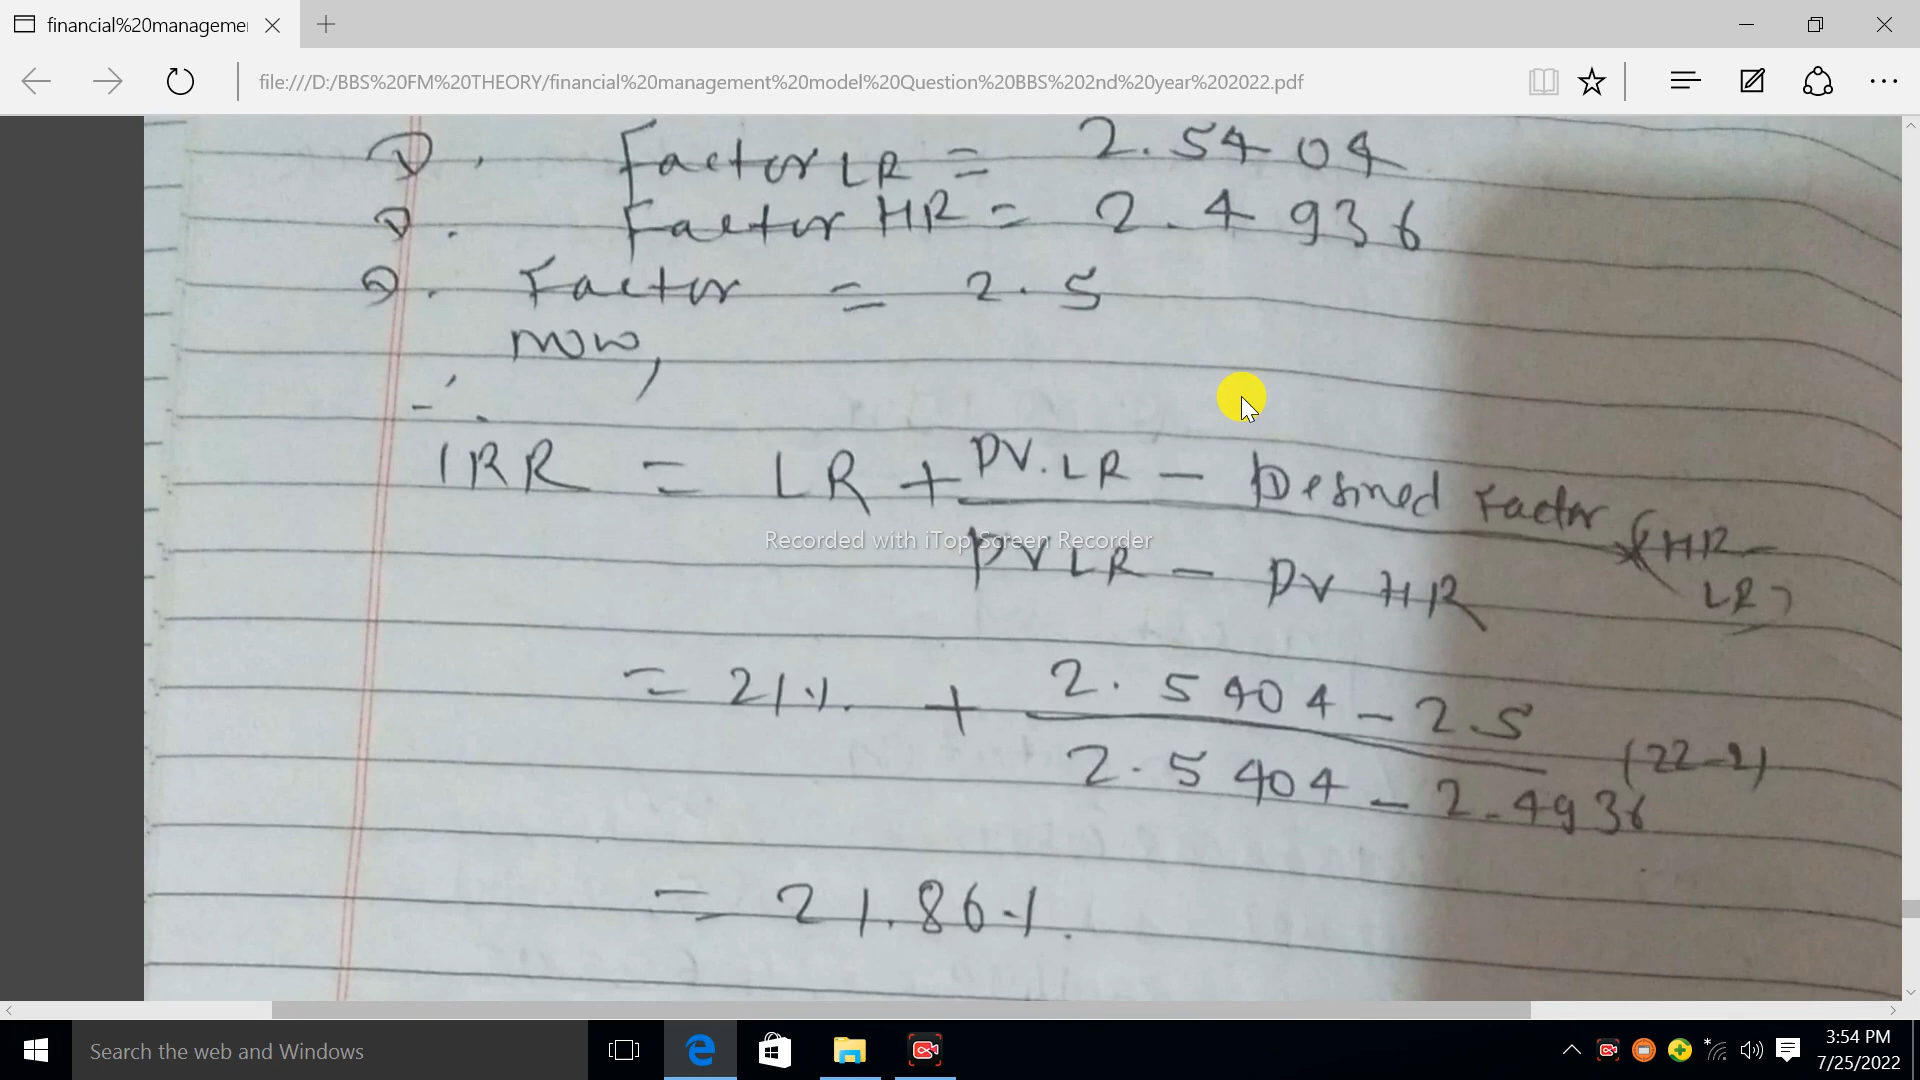 financial%20manageme
file:///D:/BBS%20FM%20THEORY/financial%20management%20model%20Question%20BBS%202nd%20year%202022.pdf
D. Factor LR = 2.5404
D. Factor HR = 2.4936
D. Factor = 2.5
now,
IRR = LR + PV.LR - Desired Factor (HR-
PVLR - PV HR LR)
= 21% + 2.5404 - 2.5
2.5404 - 2.4936 (22-21)
= 21.86%.
Recorded with iTop Screen Recorder
Search the web and Windows
3:54 PM
7/25/2022